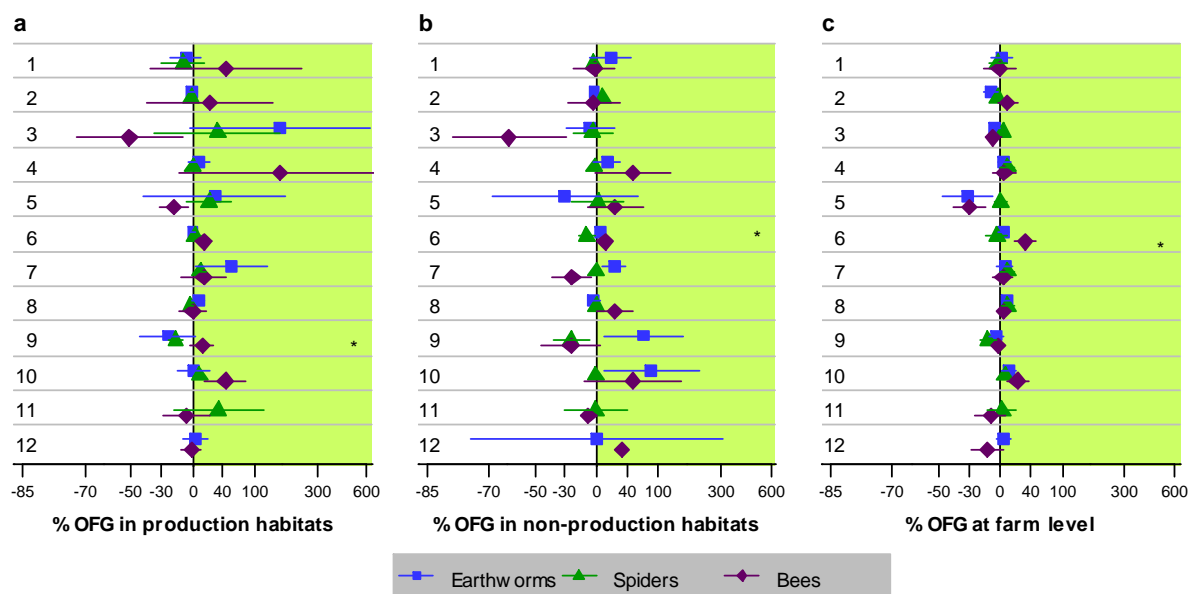 a
b
c
1 1 1
2 2 2
3 3 3
4 4 4
5 5 5
6 * 6 6 *
7 7 7
8 8 8
9 * 9 9
10 10 10
11 11 11
12 12 12
-85 -70 -50 -30 0 40 100 300 600
-85 -70 -50 -30 0 40 100 300 600
-85 -70 -50 -30 0 40 100 300 600
% OFG in production habitats
% OFG in non-production habitats
% OFG at farm level
Earthworms Spiders Bees